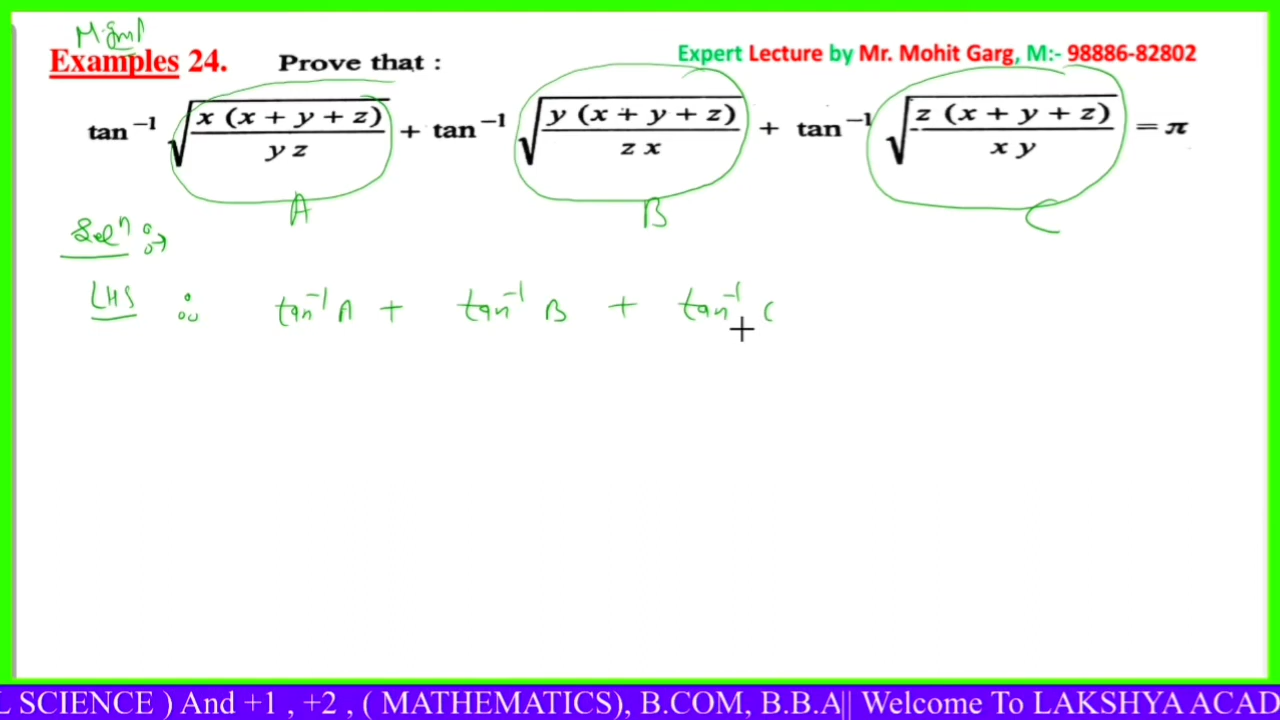 M.Gmp
Examples 24. Prove that : Expert Lecture by Mr. Mohit Garg, M:- 98886-82802
tan⁻¹ √(x (x + y + z) / y z) + tan⁻¹ √(y (x + y + z) / z x) + tan⁻¹ √(z (x + y + z) / x y) = π
A B C
Solⁿ :→
LHS : tan⁻¹ A + tan⁻¹ B + tan⁻¹ C
L SCIENCE ) And +1 , +2 , ( MATHEMATICS), B.COM, B.B.A|| Welcome To LAKSHYA ACAD